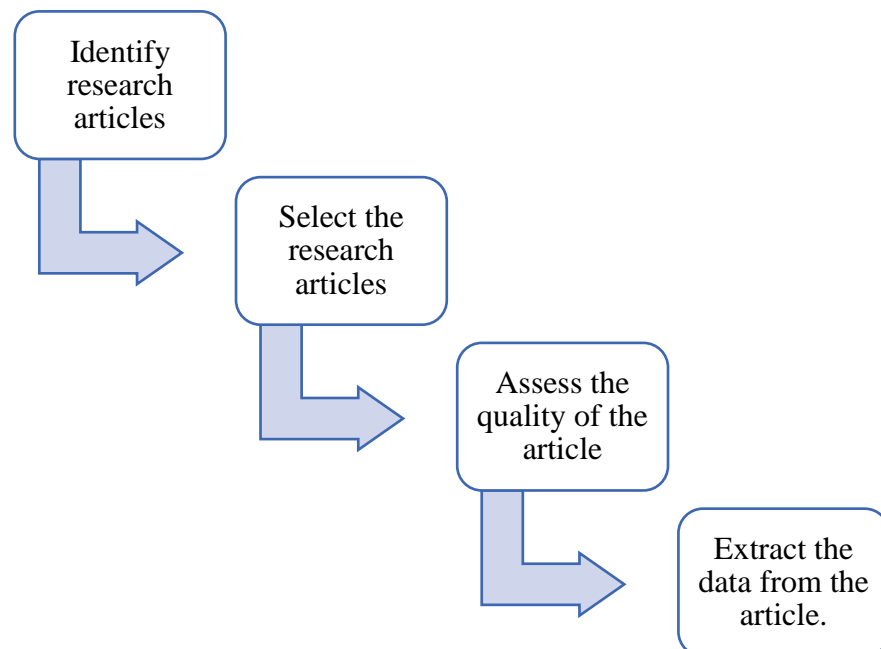 Identify
research
articles
Select the
research
articles
Assess the
quality of the
article
Extract the
data from the
article.